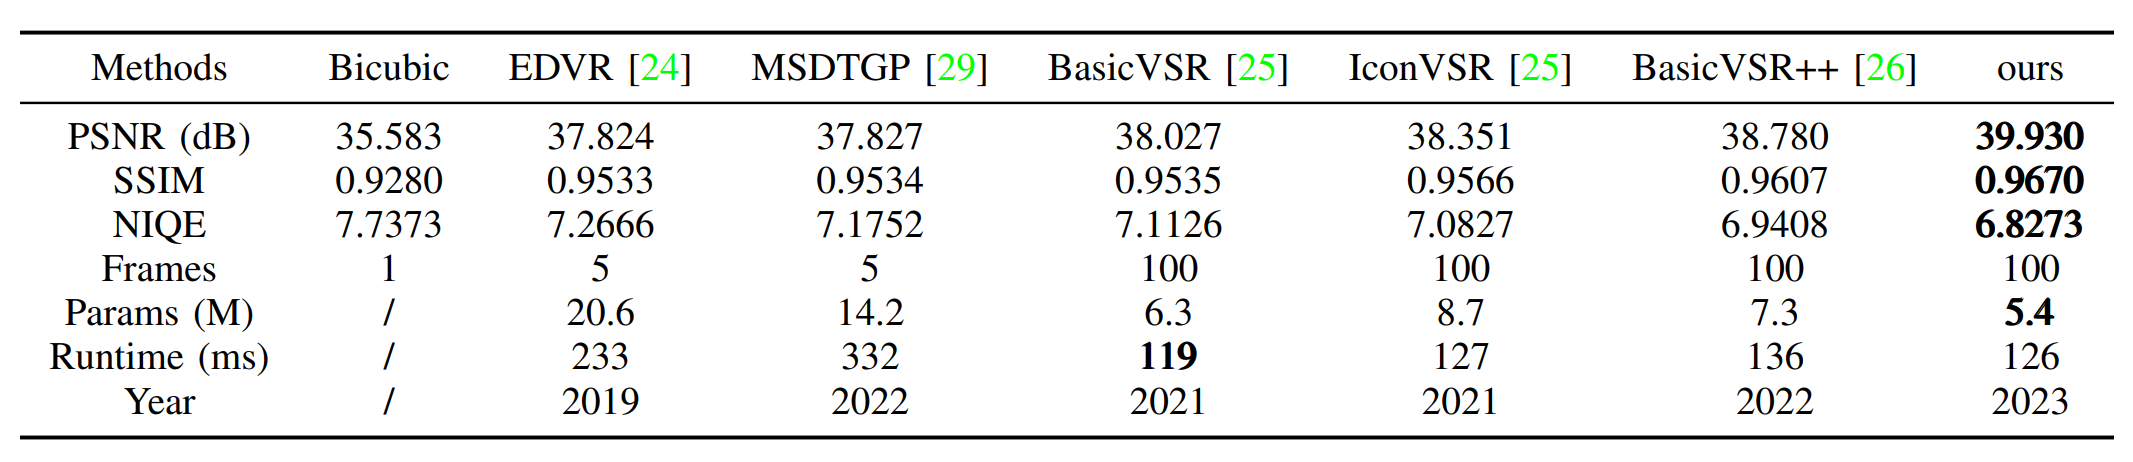 Methods Bicubic EDVR [24] MSDTGP [29] BasicVSR [25] IconVSR [25] BasicVSR++ [26] ours
PSNR (dB) 35.583 37.824 37.827 38.027 38.351 38.780 39.930
SSIM 0.9280 0.9533 0.9534 0.9535 0.9566 0.9607 0.9670
NIQE 7.7373 7.2666 7.1752 7.1126 7.0827 6.9408 6.8273
Frames 1 5 5 100 100 100 100
Params (M) / 20.6 14.2 6.3 8.7 7.3 5.4
Runtime (ms) / 233 332 119 127 136 126
Year / 2019 2022 2021 2021 2022 2023